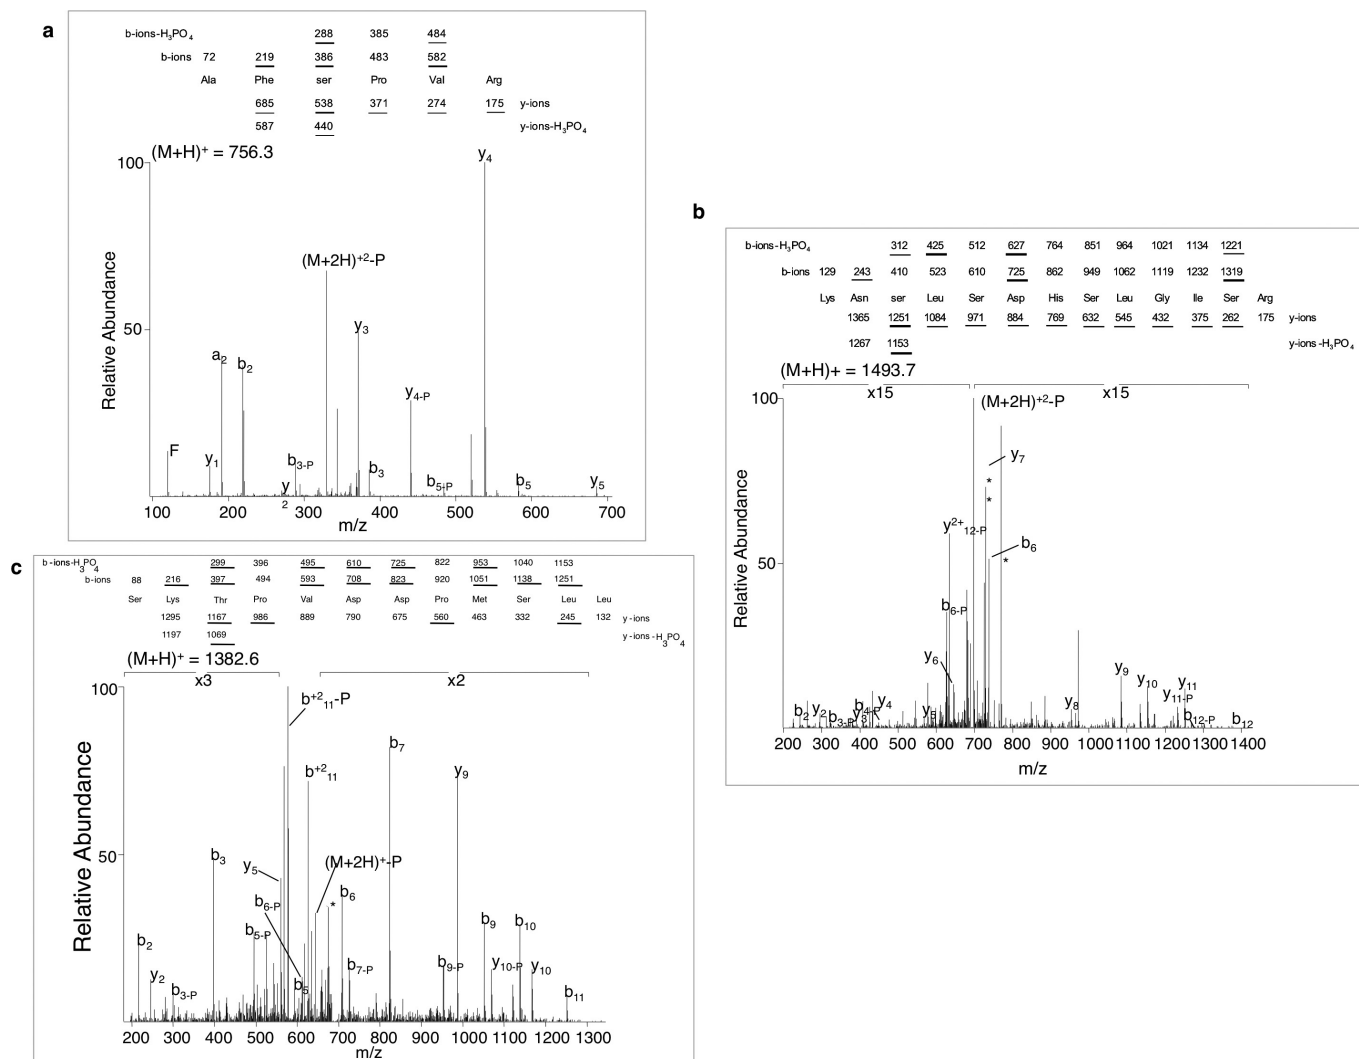 a
b-ions-H3PO4 288 385 484
b-ions 72 219 386 483 582
Ala Phe ser Pro Val Arg
685 538 371 274 175 y-ions
587 440 y-ions-H3PO4
(M+H)+ = 756.3
100
y4
(M+2H)+2-P
50
y3
a2
b2
y4-P
F
y1
b3-P
b3
y2
b5-P
b5
y5
Relative Abundance
100 200 300 400 500 600 700
m/z
b
b-ions-H3PO4 312 425 512 627 764 851 964 1021 1134 1221
b-ions 129 243 410 523 610 725 862 949 1062 1119 1232 1319
Lys Asn ser Leu Ser Asp His Ser Leu Gly Ile Ser Arg
1365 1251 1084 971 884 769 632 545 432 375 262 175 y-ions
1267 1153 y-ions-H3PO4
(M+H)+ = 1493.7
x15 x15
100
(M+2H)+2-P
y7
*
*
y2+12-P
b6
*
50
b6-P
y6
y9
y10
y11
y11-P
y8
b2
y2
b3-P
b4-P
y3
y4
y5
b12-P
b12
Relative Abundance
200 300 400 500 600 700 800 900 1000 1100 1200 1300 1400
m/z
c
b-ions-H3PO4 299 396 495 610 725 822 953 1040 1153
b-ions 88 216 397 494 593 708 823 920 1051 1138 1251
Ser Lys Thr Pro Val Asp Asp Pro Met Ser Leu Leu
1295 1167 986 889 790 675 560 463 332 245 132 y-ions
1197 1069 y-ions-H3PO4
(M+H)+ = 1382.6
x3 x2
100
b+211-P
b7
b+211
y9
50
b3
y5
(M+2H)+-P
b6
b6-P
*
b5-P
b9
b10
b2
b9-P
y10-P
y10
b7-P
y2
b3-P
b5
b11
Relative Abundance
200 300 400 500 600 700 800 900 1000 1100 1200 1300
m/z